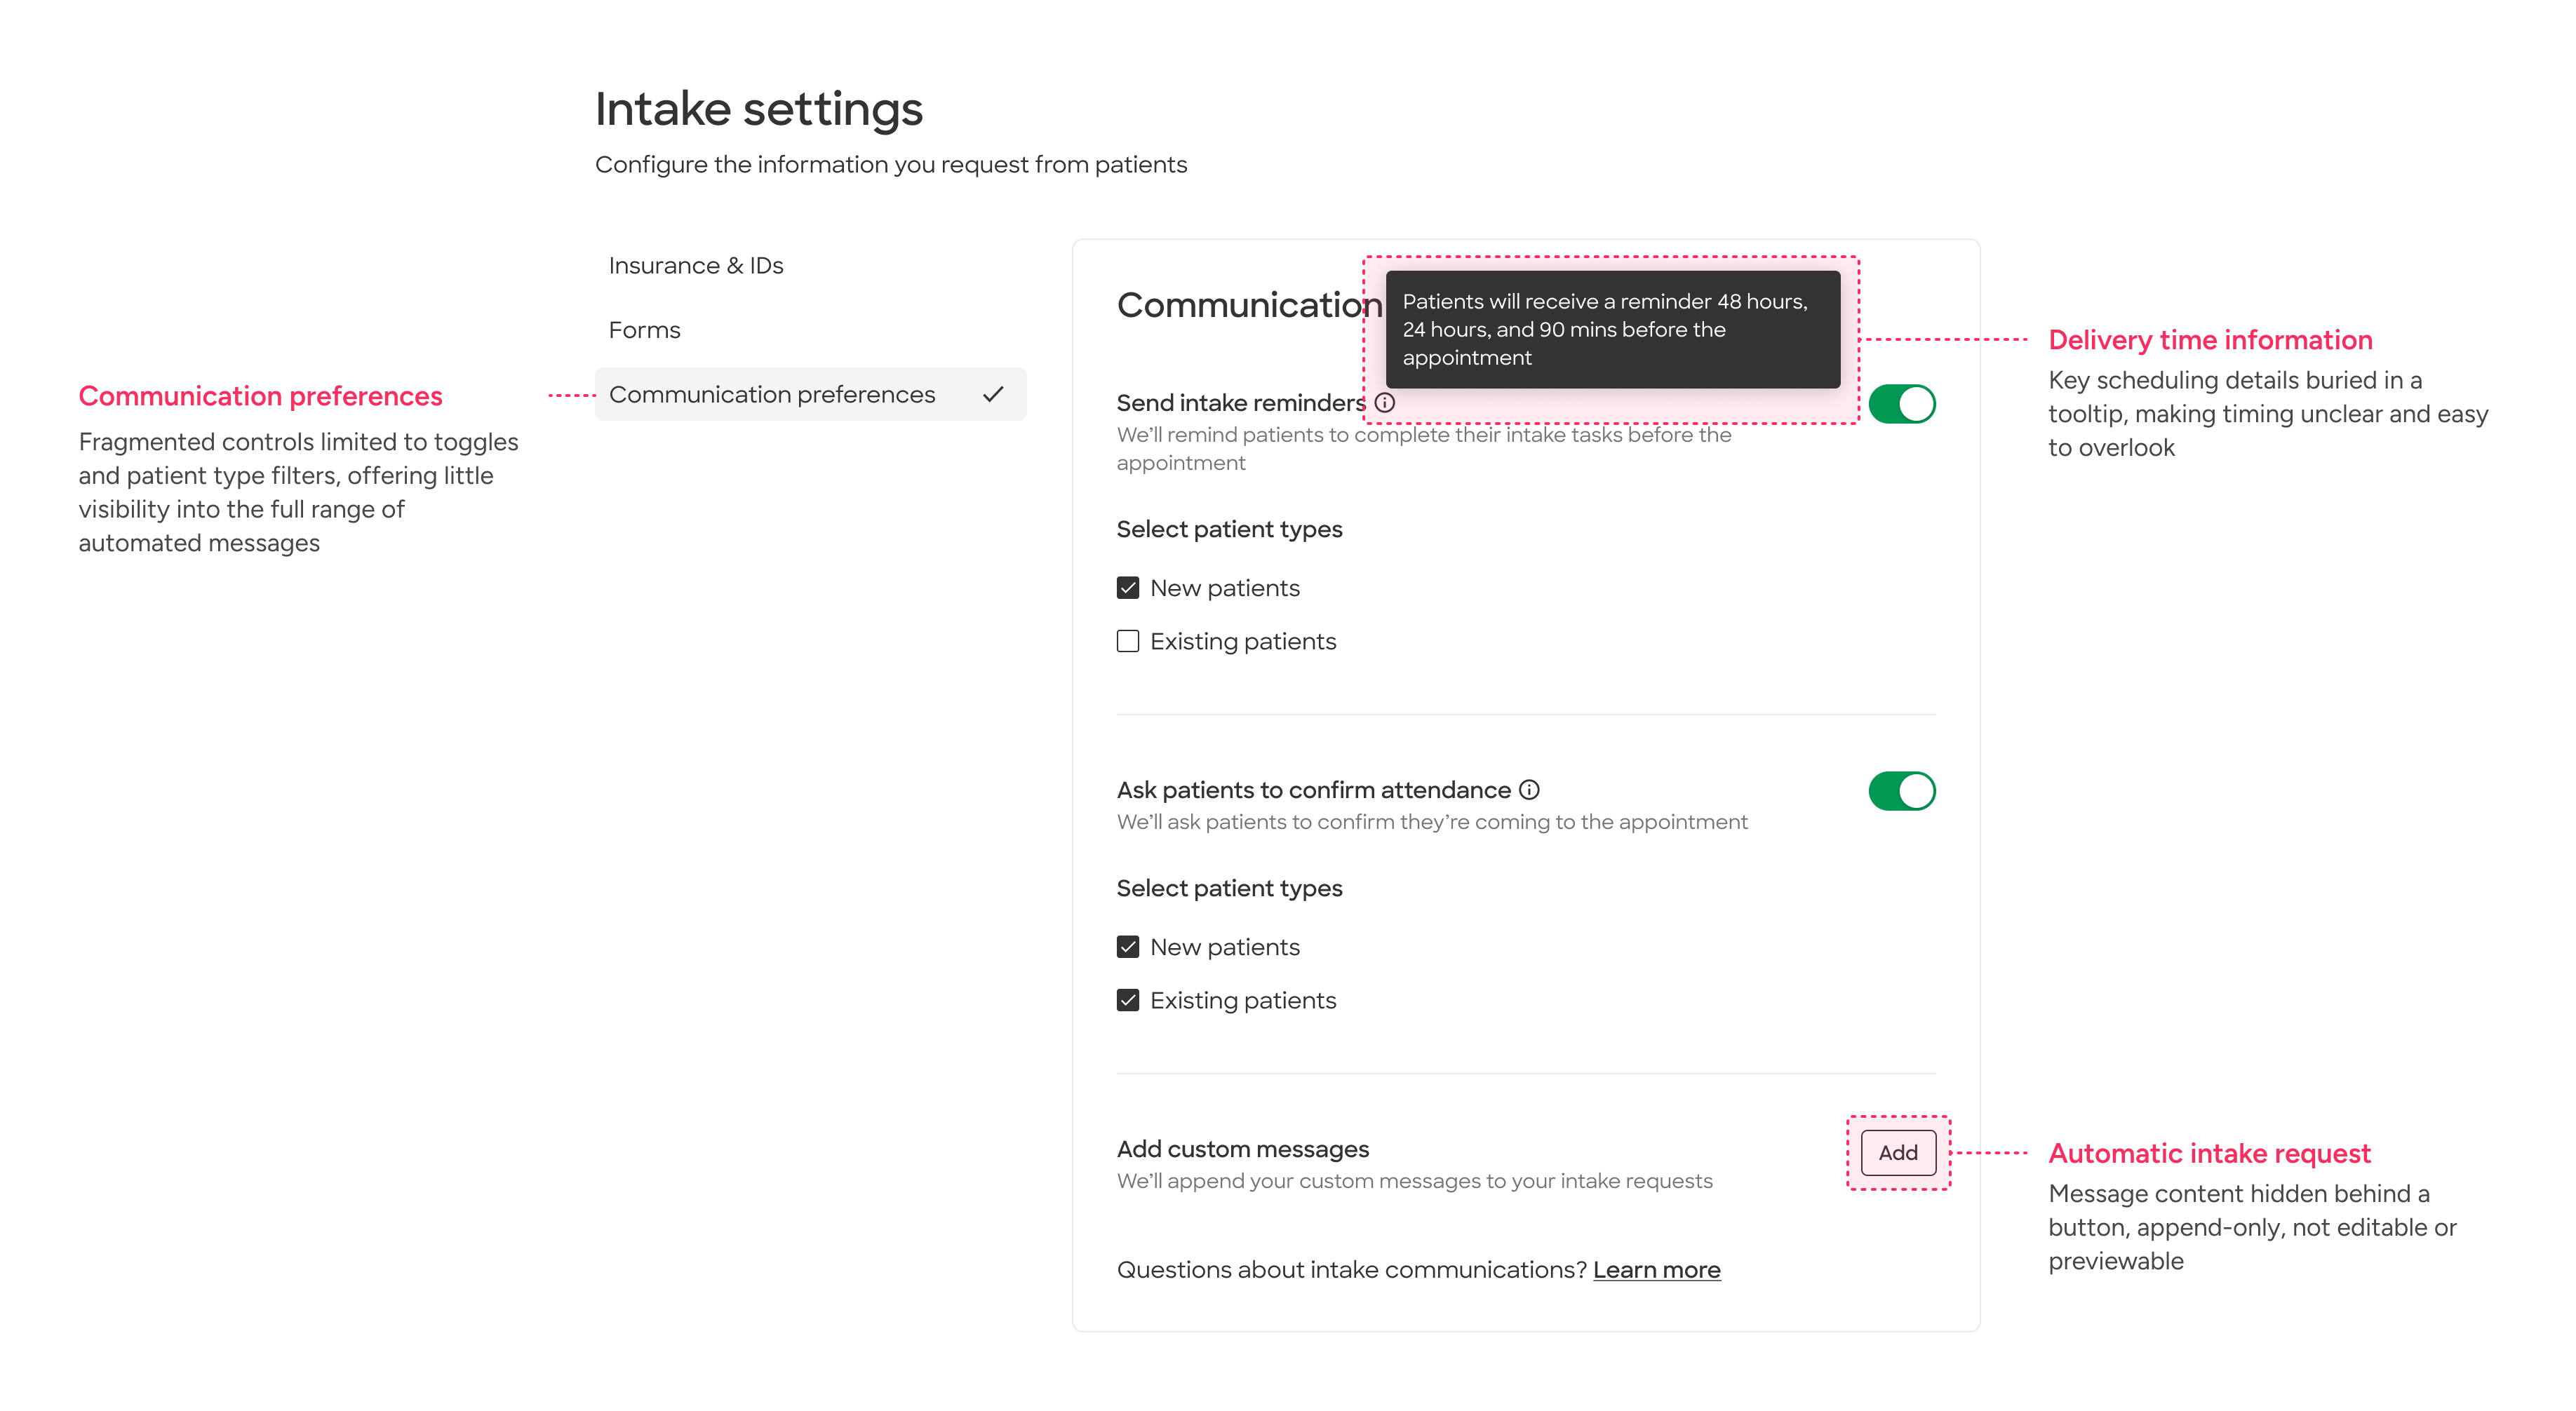 Intake settings
Configure the information you request from patients
Insurance & IDs
Forms
Communication preferences
Communication preferences
Fragmented controls limited to toggles
and patient type filters, offering little
visibility into the full range of
automated messages
Communication
Patients will receive a reminder 48 hours,
24 hours, and 90 mins before the
appointment
Delivery time information
Key scheduling details buried in a
tooltip, making timing unclear and easy
to overlook
Send intake reminders
We’ll remind patients to complete their intake tasks before the
appointment
Select patient types
New patients
Existing patients
Ask patients to confirm attendance
We’ll ask patients to confirm they’re coming to the appointment
Select patient types
New patients
Existing patients
Add custom messages
We’ll append your custom messages to your intake requests
Add
Automatic intake request
Message content hidden behind a
button, append-only, not editable or
previewable
Questions about intake communications? Learn more